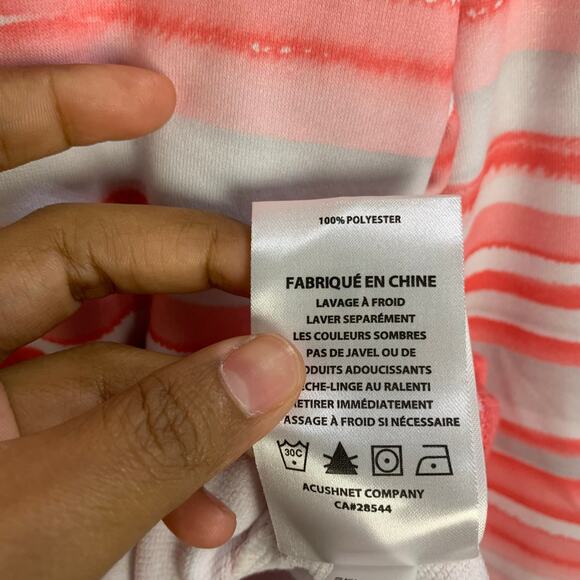 100% POLYESTER
FABRIQUÉ EN CHINE
LAVAGE À FROID
LAVER SEPARÉMENT
LES COULEURS SOMBRES
PAS DE JAVEL OU DE
ADOUCISSANTS
AU RALENTI
IMMÉDIATEMENT
À FROID SI NÉCESSAIRE
30C
ACUSHNET COMPANY
CA#28544